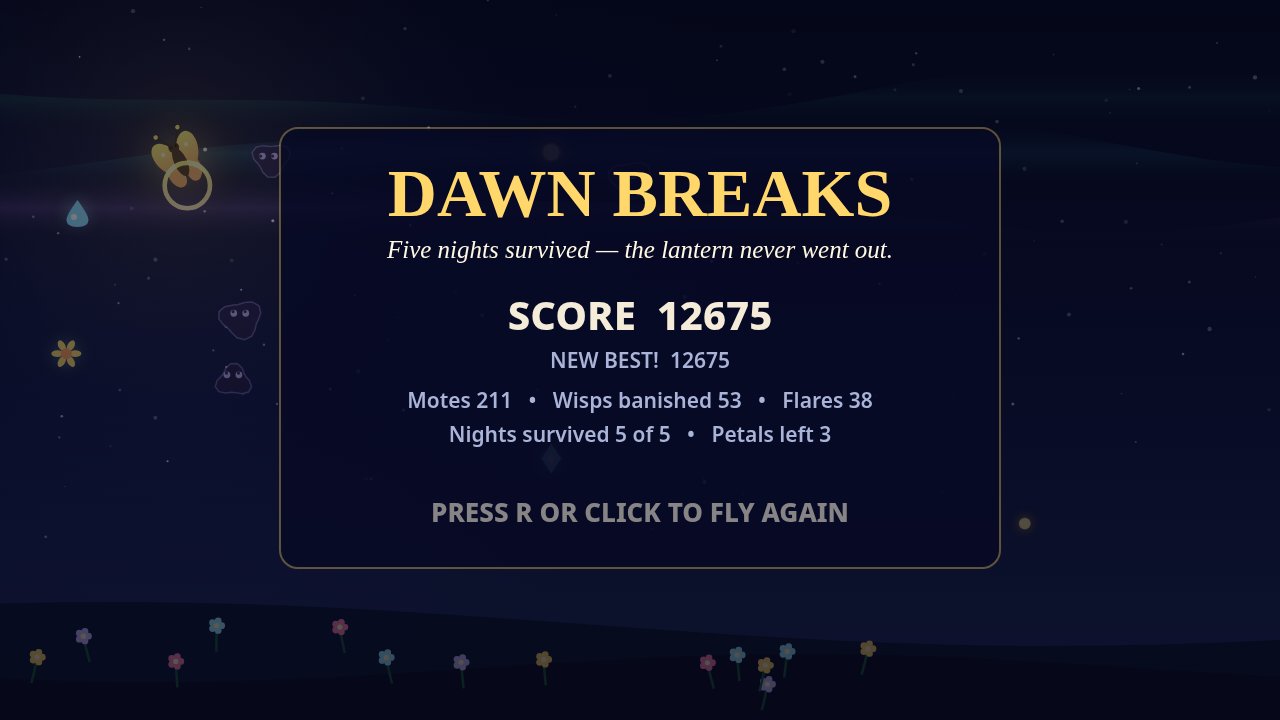 DAWN BREAKS
Five nights survived — the lantern never went out.
SCORE 12675
NEW BEST! 12675
Motes 211 • Wisps banished 53 • Flares 38
Nights survived 5 of 5 • Petals left 3
PRESS R OR CLICK TO FLY AGAIN